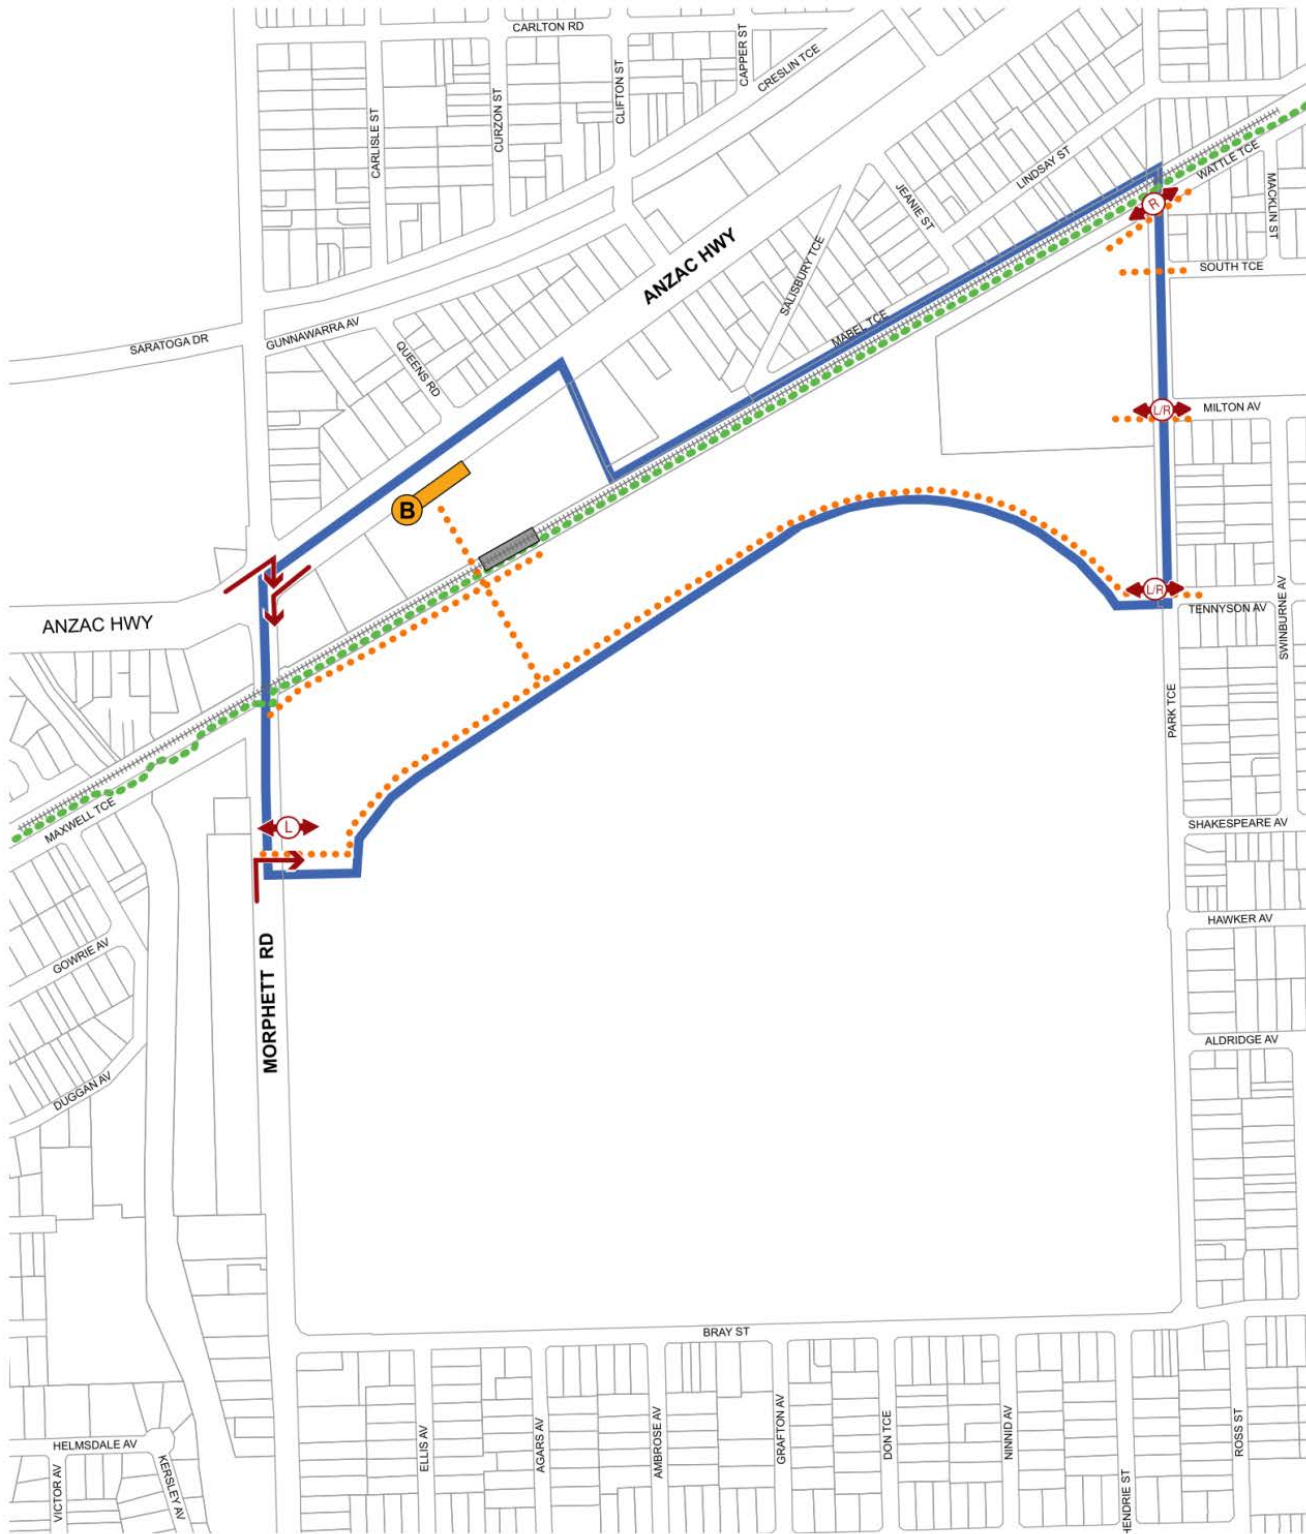 CARLTON RD
CAPPER ST
CRESLIN TCE
CLIFTON ST
CURZON ST
CARLISLE ST
LINDSAY ST
WATTLE TCE
JEANIE ST
MACKLIN ST
R
ANZAC HWY
SALISBURY TCE
SOUTH TCE
MABEL TCE
GUNNAWARRA AV
SARATOGA DR
QUEENS RD
L/R
MILTON AV
B
L/R
TENNYSON AV
SWINBURNE AV
ANZAC HWY
PARK TCE
MAXWELL TCE
L
SHAKESPEARE AV
HAWKER AV
GOWRIE AV
MORPHETT RD
ALDRIDGE AV
DUGGAN AV
BRAY ST
ELLIS AV
AGARS AV
AMBROSE AV
GRAFTON AV
DON TCE
NINNID AV
HENDRIE ST
ROSS ST
HELMSDALE AV
VICTOR AV
KERSLEY AV